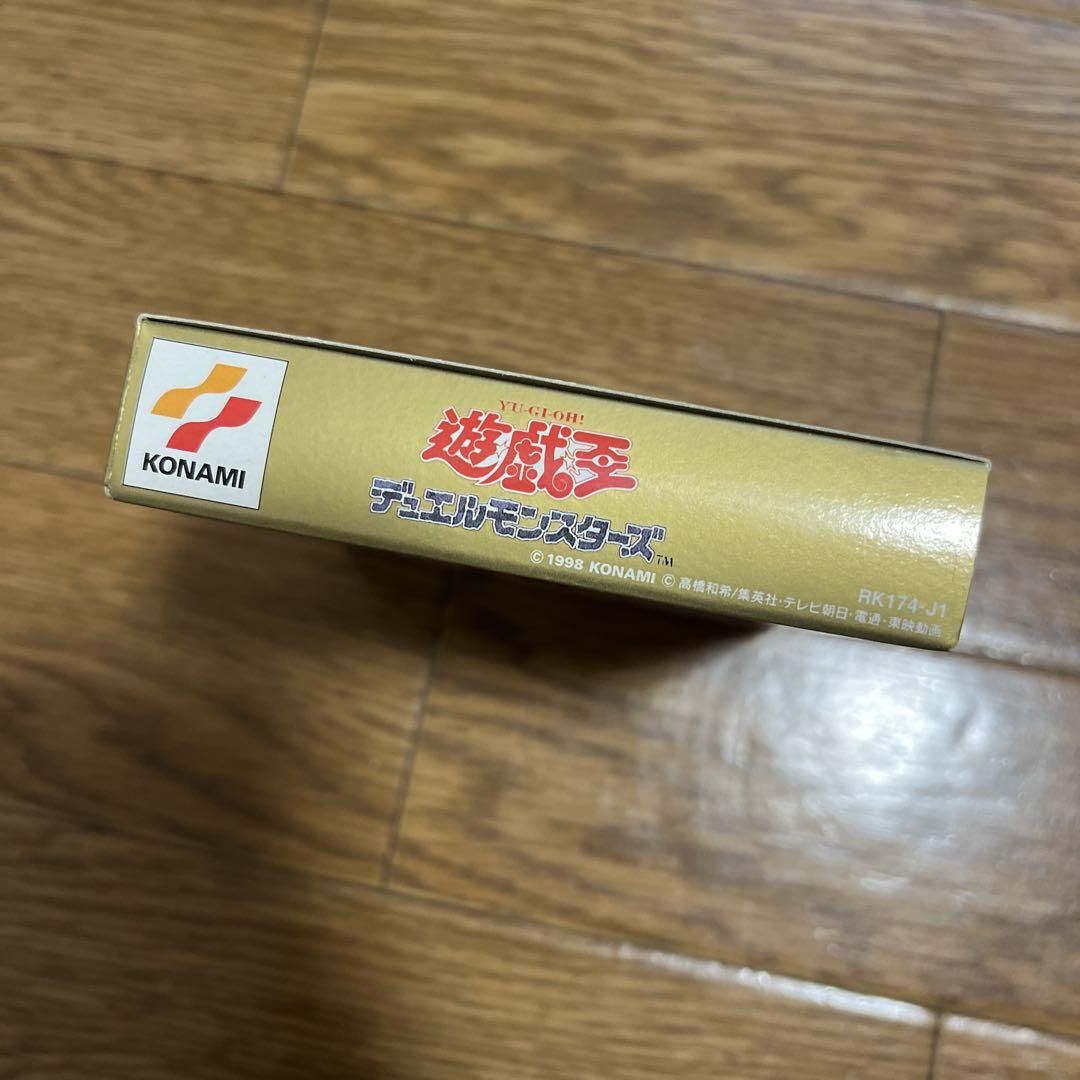 KONAMI
YU-GI-OH!
遊戯王
デュエルモンスターズ™
© 1998 KONAMI © 高橋和希/集英社・テレビ朝日・電通・東映動画
RK174-J1